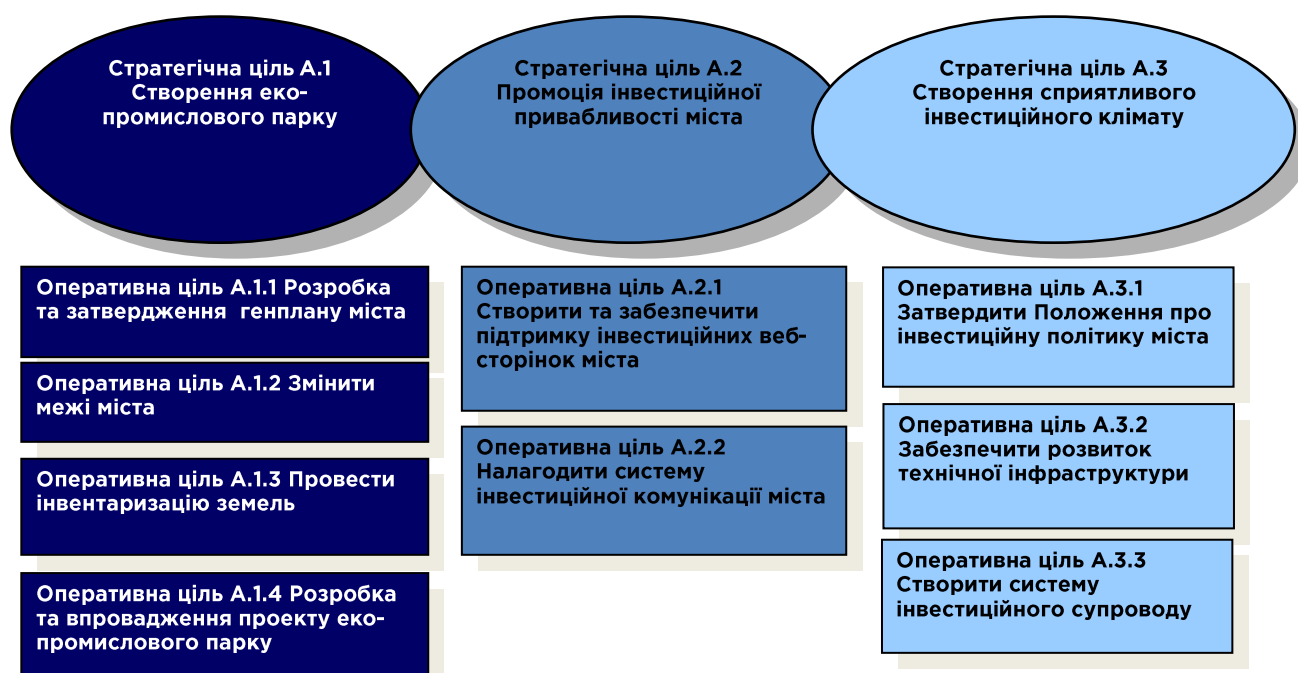 Стратегічна ціль А.1
Створення еко-
промислового парку
Стратегічна ціль А.2
Промоція інвестиційної
привабливості міста
Стратегічна ціль А.3
Створення сприятливого
інвестиційного клімату
Оперативна ціль А.1.1 Розробка
та затвердження  генплану міста
Оперативна ціль А.1.2 Змінити
межі міста
Оперативна ціль А.1.3 Провести
інвентаризацію земель
Оперативна ціль А.1.4 Розробка
та впровадження проекту еко-
промислового парку
Оперативна ціль А.2.1
Створити та забезпечити
підтримку інвестиційних веб-
сторінок міста
Оперативна ціль А.2.2
Налагодити систему
інвестиційної комунікації міста
Оперативна ціль А.3.1
Затвердити Положення про
інвестиційну політику міста
Оперативна ціль А.3.2
Забезпечити розвиток
технічної інфраструктури
Оперативна ціль А.3.3
Створити систему
інвестиційного супроводу